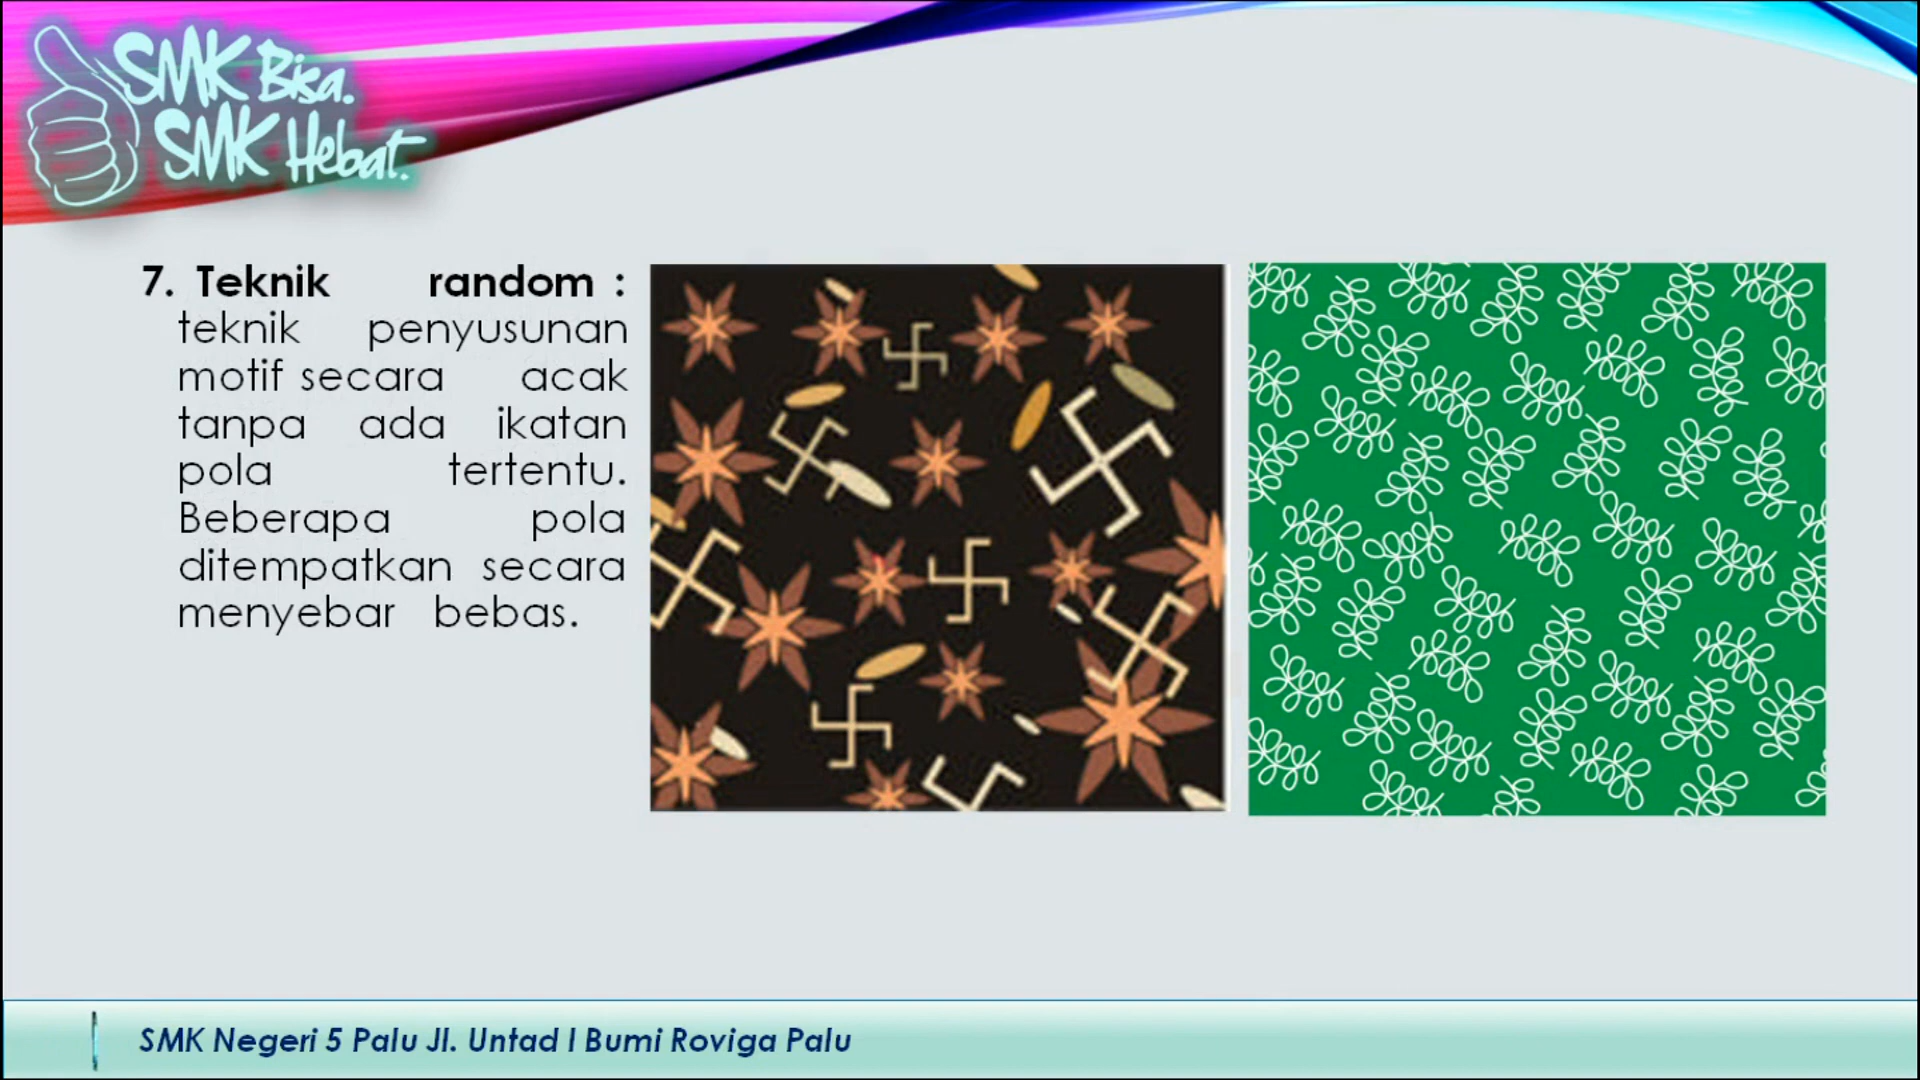 SMK Bisa.
SMK Hebat.
7. Teknik random :
teknik penyusunan
motif secara acak
tanpa ada ikatan
pola tertentu.
Beberapa pola
ditempatkan secara
menyebar bebas.
SMK Negeri 5 Palu Jl. Untad I Bumi Roviga Palu